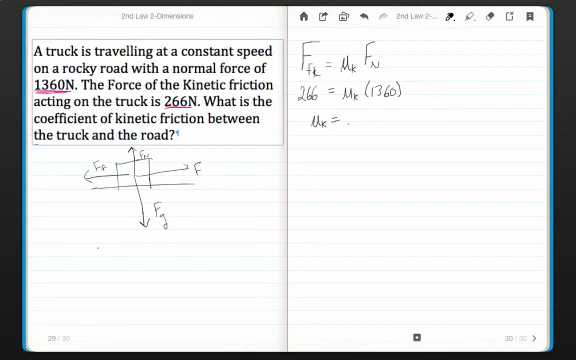 2nd Law 2-Dimensions
2nd Law 2-...
A truck is travelling at a constant speed
on a rocky road with a normal force of
1360N. The Force of the Kinetic friction
acting on the truck is 266N. What is the
coefficient of kinetic friction between
the truck and the road?
FN
Ff
F
Fg
Ffk = μk FN
266 = μk (1360)
μk = .
29 / 30
30 / 30